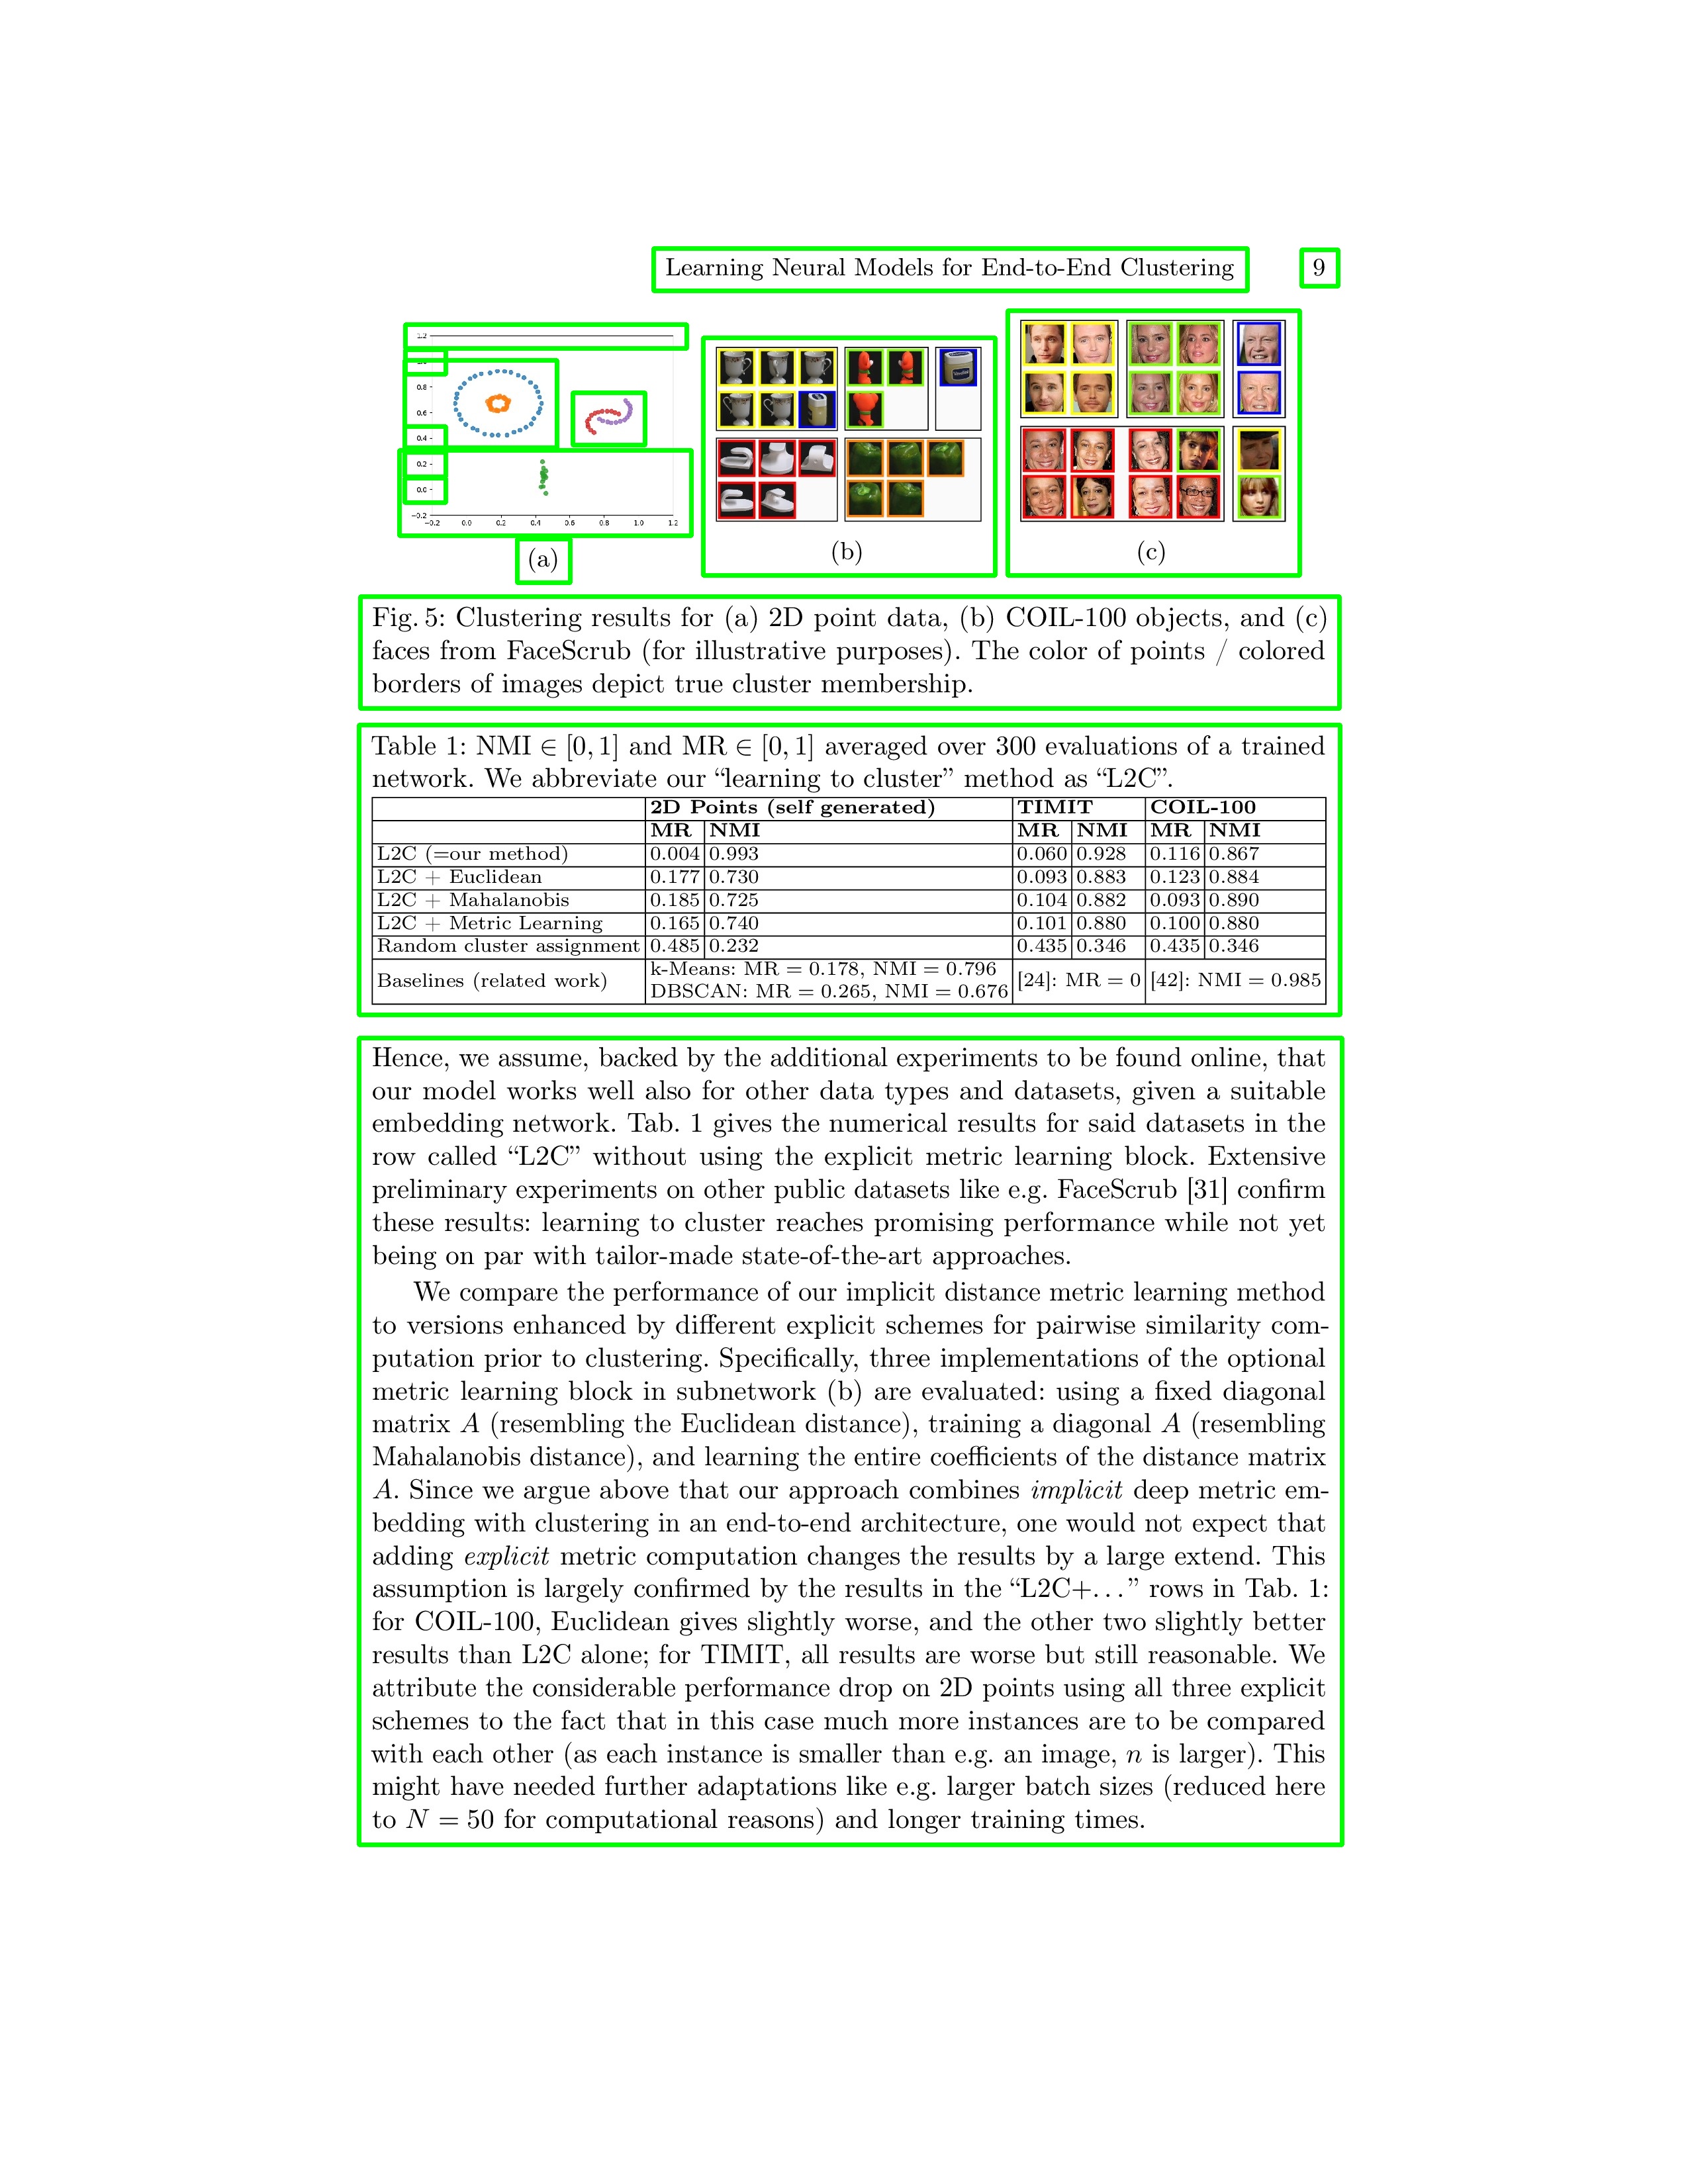 Learning Neural Models for End-to-End Clustering 9
1.2
0.8
0.6
0.4
0.2
0.0
−0.2
−0.2 0.0 0.2 0.4 0.6 0.8 1.0 1.2
(a) (b) (c)
Fig. 5: Clustering results for (a) 2D point data, (b) COIL-100 objects, and (c)
faces from FaceScrub (for illustrative purposes). The color of points / colored
borders of images depict true cluster membership.
Table 1: NMI ∈ [0, 1] and MR ∈ [0, 1] averaged over 300 evaluations of a trained
network. We abbreviate our “learning to cluster” method as “L2C”.
2D Points (self generated) TIMIT COIL-100
MR NMI MR NMI MR NMI
L2C (=our method) 0.004 0.993 0.060 0.928 0.116 0.867
L2C + Euclidean 0.177 0.730 0.093 0.883 0.123 0.884
L2C + Mahalanobis 0.185 0.725 0.104 0.882 0.093 0.890
L2C + Metric Learning 0.165 0.740 0.101 0.880 0.100 0.880
Random cluster assignment 0.485 0.232 0.435 0.346 0.435 0.346
Baselines (related work) k-Means: MR = 0.178, NMI = 0.796 [24]: MR = 0 [42]: NMI = 0.985
DBSCAN: MR = 0.265, NMI = 0.676
Hence, we assume, backed by the additional experiments to be found online, that
our model works well also for other data types and datasets, given a suitable
embedding network. Tab. 1 gives the numerical results for said datasets in the
row called “L2C” without using the explicit metric learning block. Extensive
preliminary experiments on other public datasets like e.g. FaceScrub [31] confirm
these results: learning to cluster reaches promising performance while not yet
being on par with tailor-made state-of-the-art approaches.
We compare the performance of our implicit distance metric learning method
to versions enhanced by different explicit schemes for pairwise similarity com-
putation prior to clustering. Specifically, three implementations of the optional
metric learning block in subnetwork (b) are evaluated: using a fixed diagonal
matrix A (resembling the Euclidean distance), training a diagonal A (resembling
Mahalanobis distance), and learning the entire coefficients of the distance matrix
A. Since we argue above that our approach combines implicit deep metric em-
bedding with clustering in an end-to-end architecture, one would not expect that
adding explicit metric computation changes the results by a large extend. This
assumption is largely confirmed by the results in the “L2C+. . . ” rows in Tab. 1:
for COIL-100, Euclidean gives slightly worse, and the other two slightly better
results than L2C alone; for TIMIT, all results are worse but still reasonable. We
attribute the considerable performance drop on 2D points using all three explicit
schemes to the fact that in this case much more instances are to be compared
with each other (as each instance is smaller than e.g. an image, n is larger). This
might have needed further adaptations like e.g. larger batch sizes (reduced here
to N = 50 for computational reasons) and longer training times.